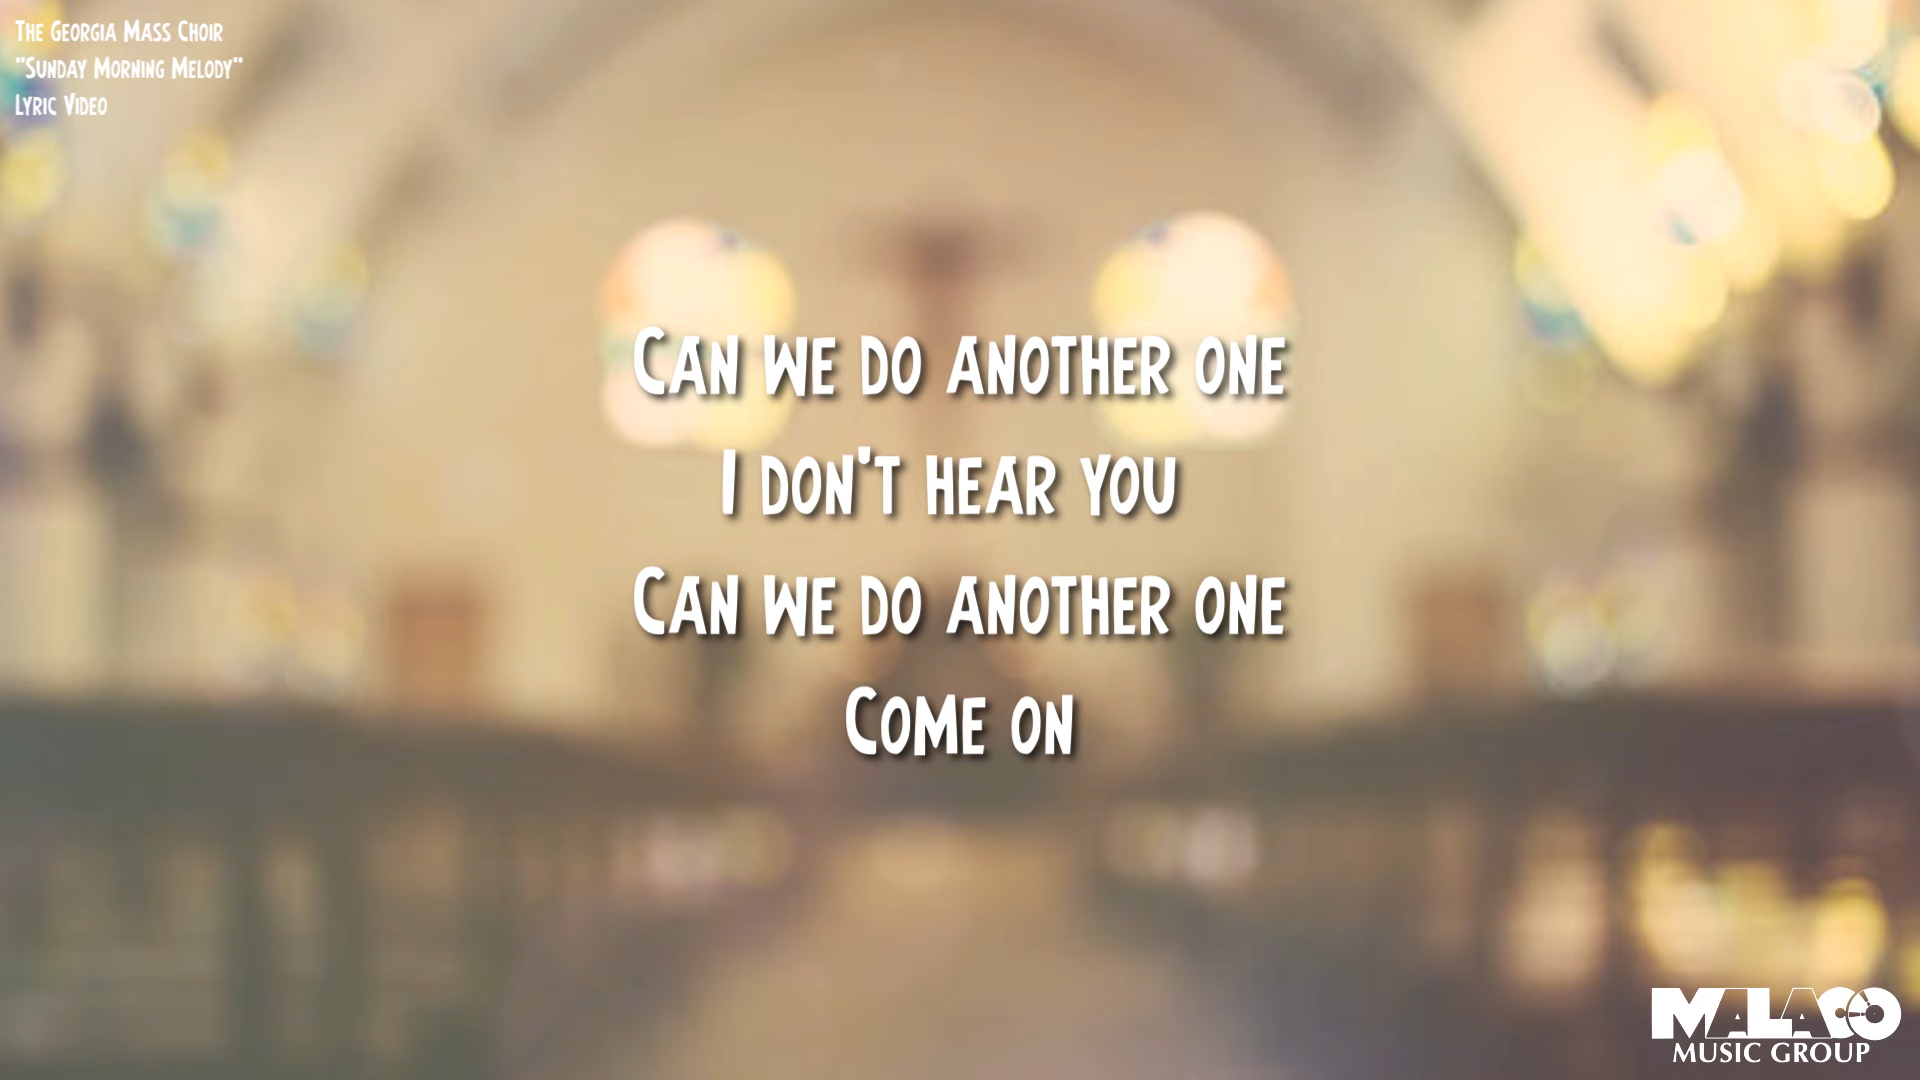 The Georgia Mass Choir
"Sunday Morning Melody"
Lyric Video
Can we do another one
I don't hear you
Can we do another one
Come on
MALACO
MUSIC GROUP